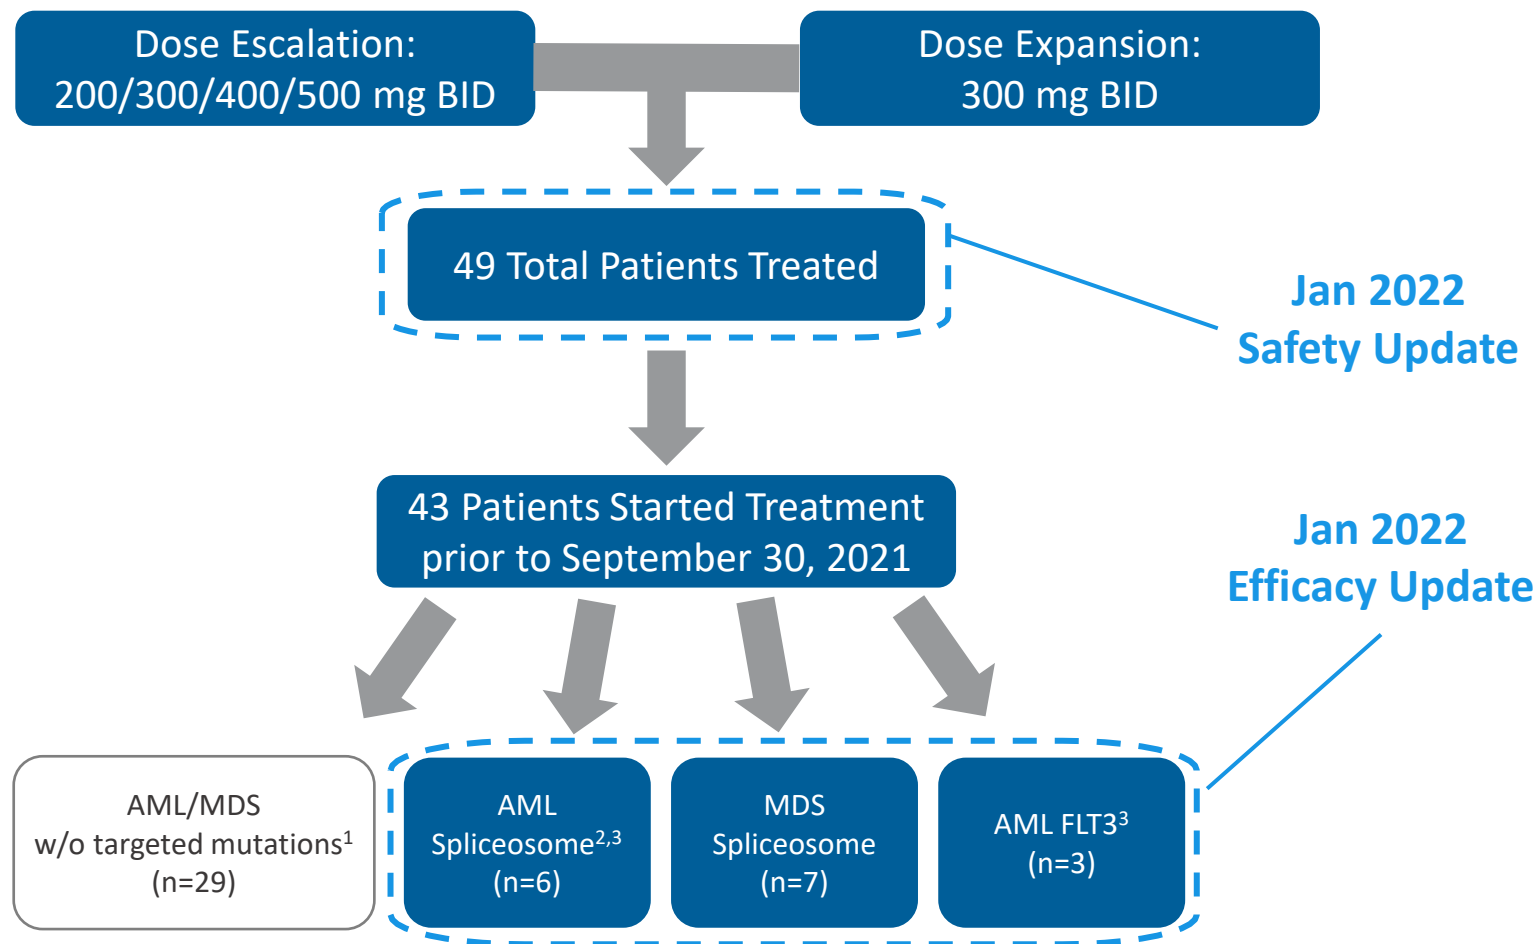 Dose Escalation:
200/300/400/500 mg BID
Dose Expansion:
300 mg BID
49 Total Patients Treated
Jan 2022
Safety Update
43 Patients Started Treatment
prior to September 30, 2021
Jan 2022
Efficacy Update
AML/MDS
w/o targeted mutations¹
(n=29)
AML
Spliceosome²,³
(n=6)
MDS
Spliceosome
(n=7)
AML FLT3³
(n=3)